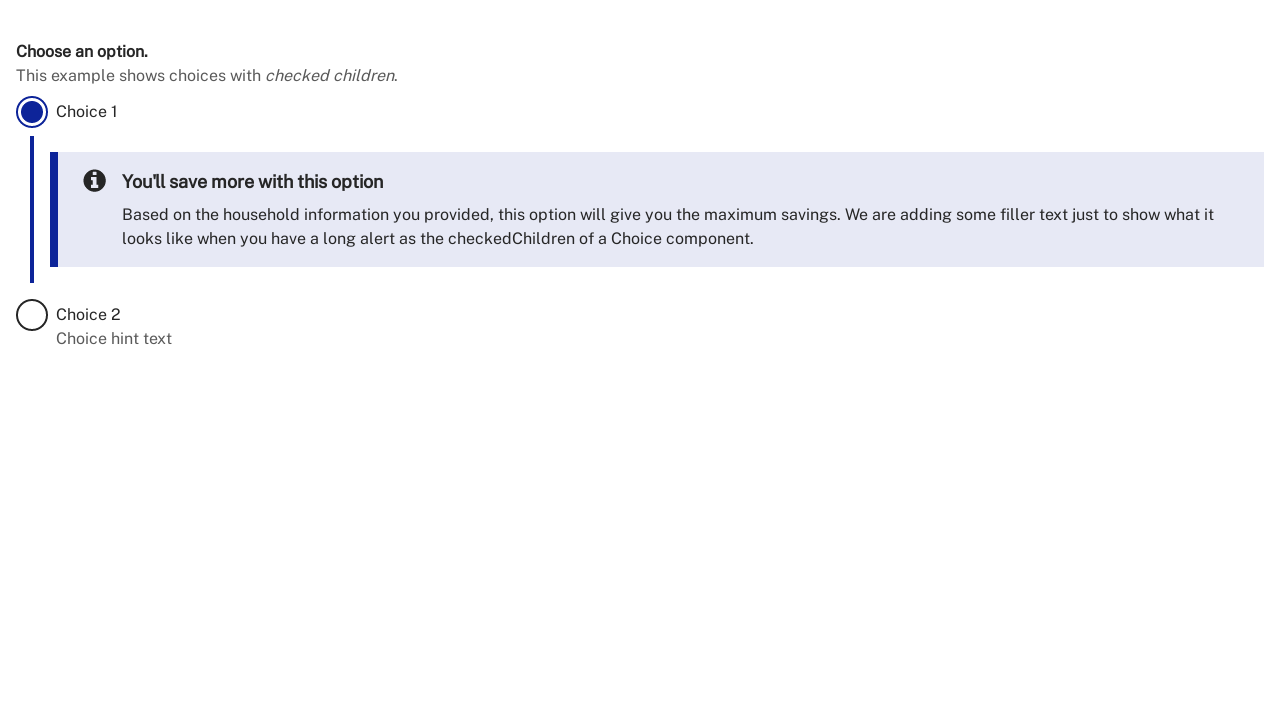 Choose an option.
This example shows choices with checked children.
Choice 1
You'll save more with this option
Based on the household information you provided, this option will give you the maximum savings. We are adding some filler text just to show what it
looks like when you have a long alert as the checkedChildren of a Choice component.
Choice 2
Choice hint text